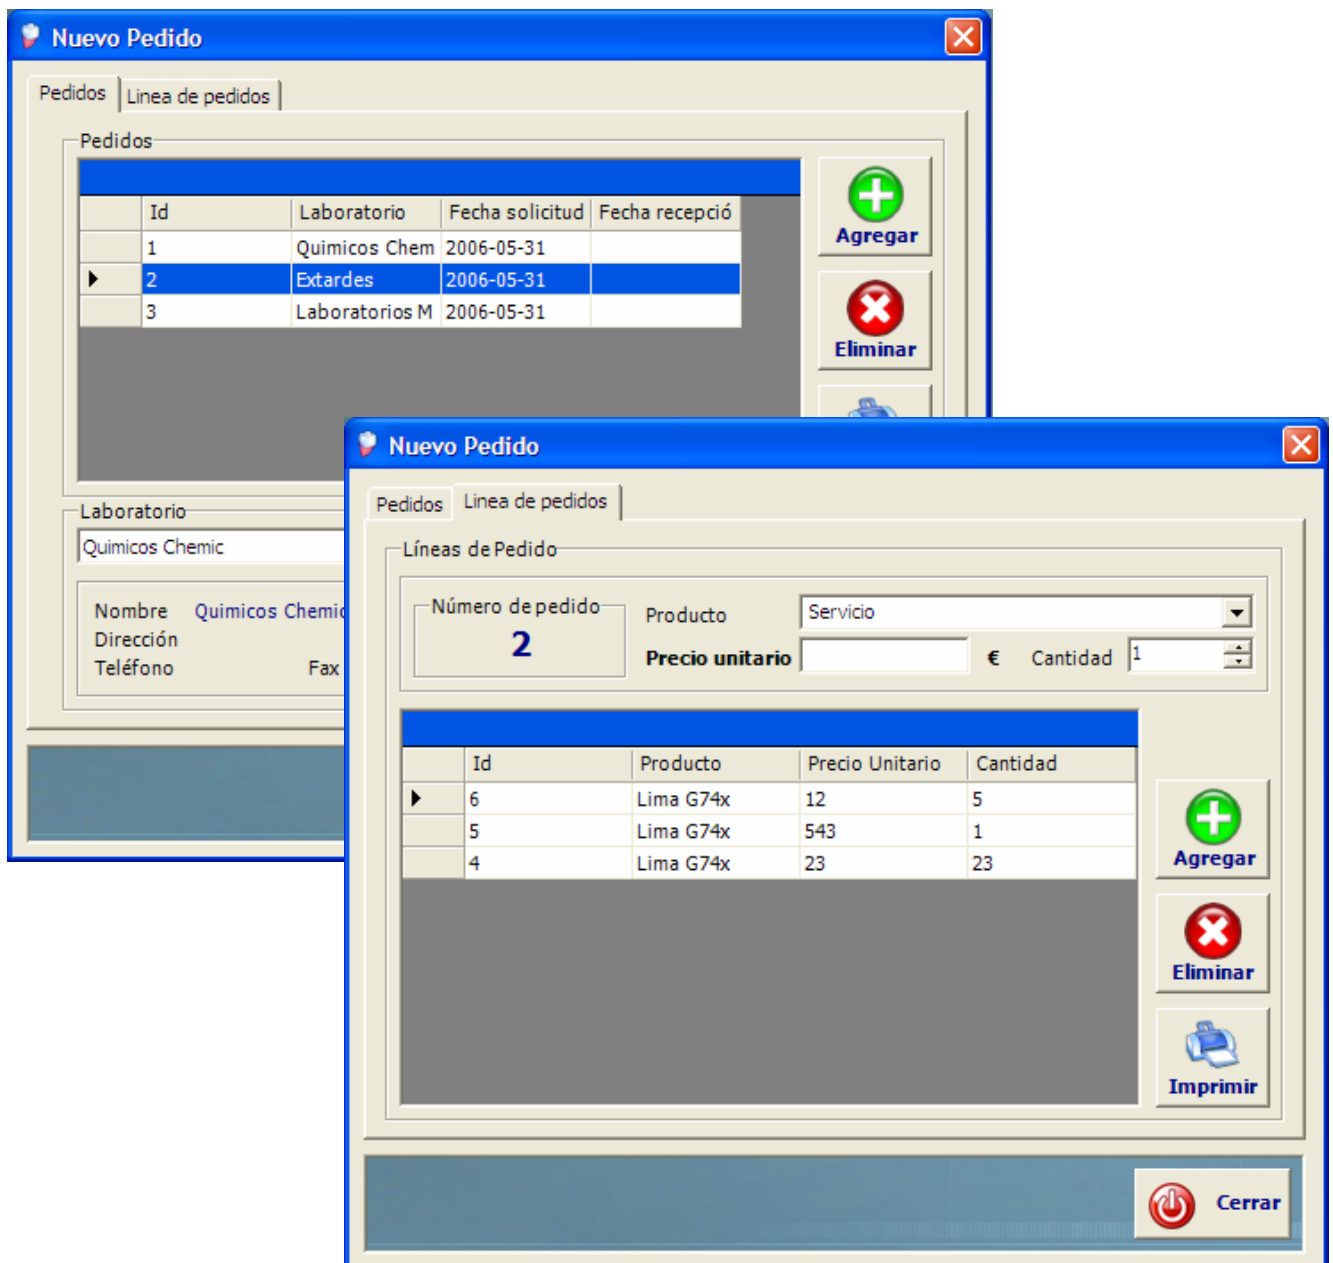 Nuevo Pedido
Pedidos Linea de pedidos
Pedidos
Id Laboratorio Fecha solicitud Fecha recepció
1 Quimicos Chem 2006-05-31
2 Extardes 2006-05-31
3 Laboratorios M 2006-05-31
Agregar
Eliminar
Laboratorio
Quimicos Chemic
Nombre Quimicos Chemic
Dirección
Teléfono Fax
Nuevo Pedido
Pedidos Linea de pedidos
Líneas de Pedido
Número de pedido
2
Producto Servicio
Precio unitario € Cantidad 1
Id Producto Precio Unitario Cantidad
6 Lima G74x 12 5
5 Lima G74x 543 1
4 Lima G74x 23 23
Agregar
Eliminar
Imprimir
Cerrar